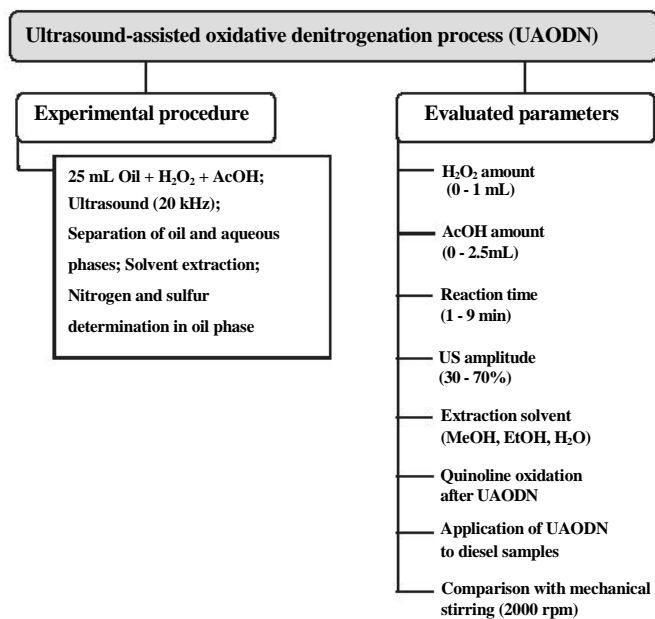 Ultrasound-assisted oxidative denitrogenation process (UAODN)
Experimental procedure
25 mL Oil + H₂O₂ + AcOH;
Ultrasound (20 kHz);
Separation of oil and aqueous
phases; Solvent extraction;
Nitrogen and sulfur
determination in oil phase
Evaluated parameters
H₂O₂ amount
(0 - 1 mL)
AcOH amount
(0 - 2.5mL)
Reaction time
(1 - 9 min)
US amplitude
(30 - 70%)
Extraction solvent
(MeOH, EtOH, H₂O)
Quinoline oxidation
after UAODN
Application of UAODN
to diesel samples
Comparison with mechanical
stirring (2000 rpm)